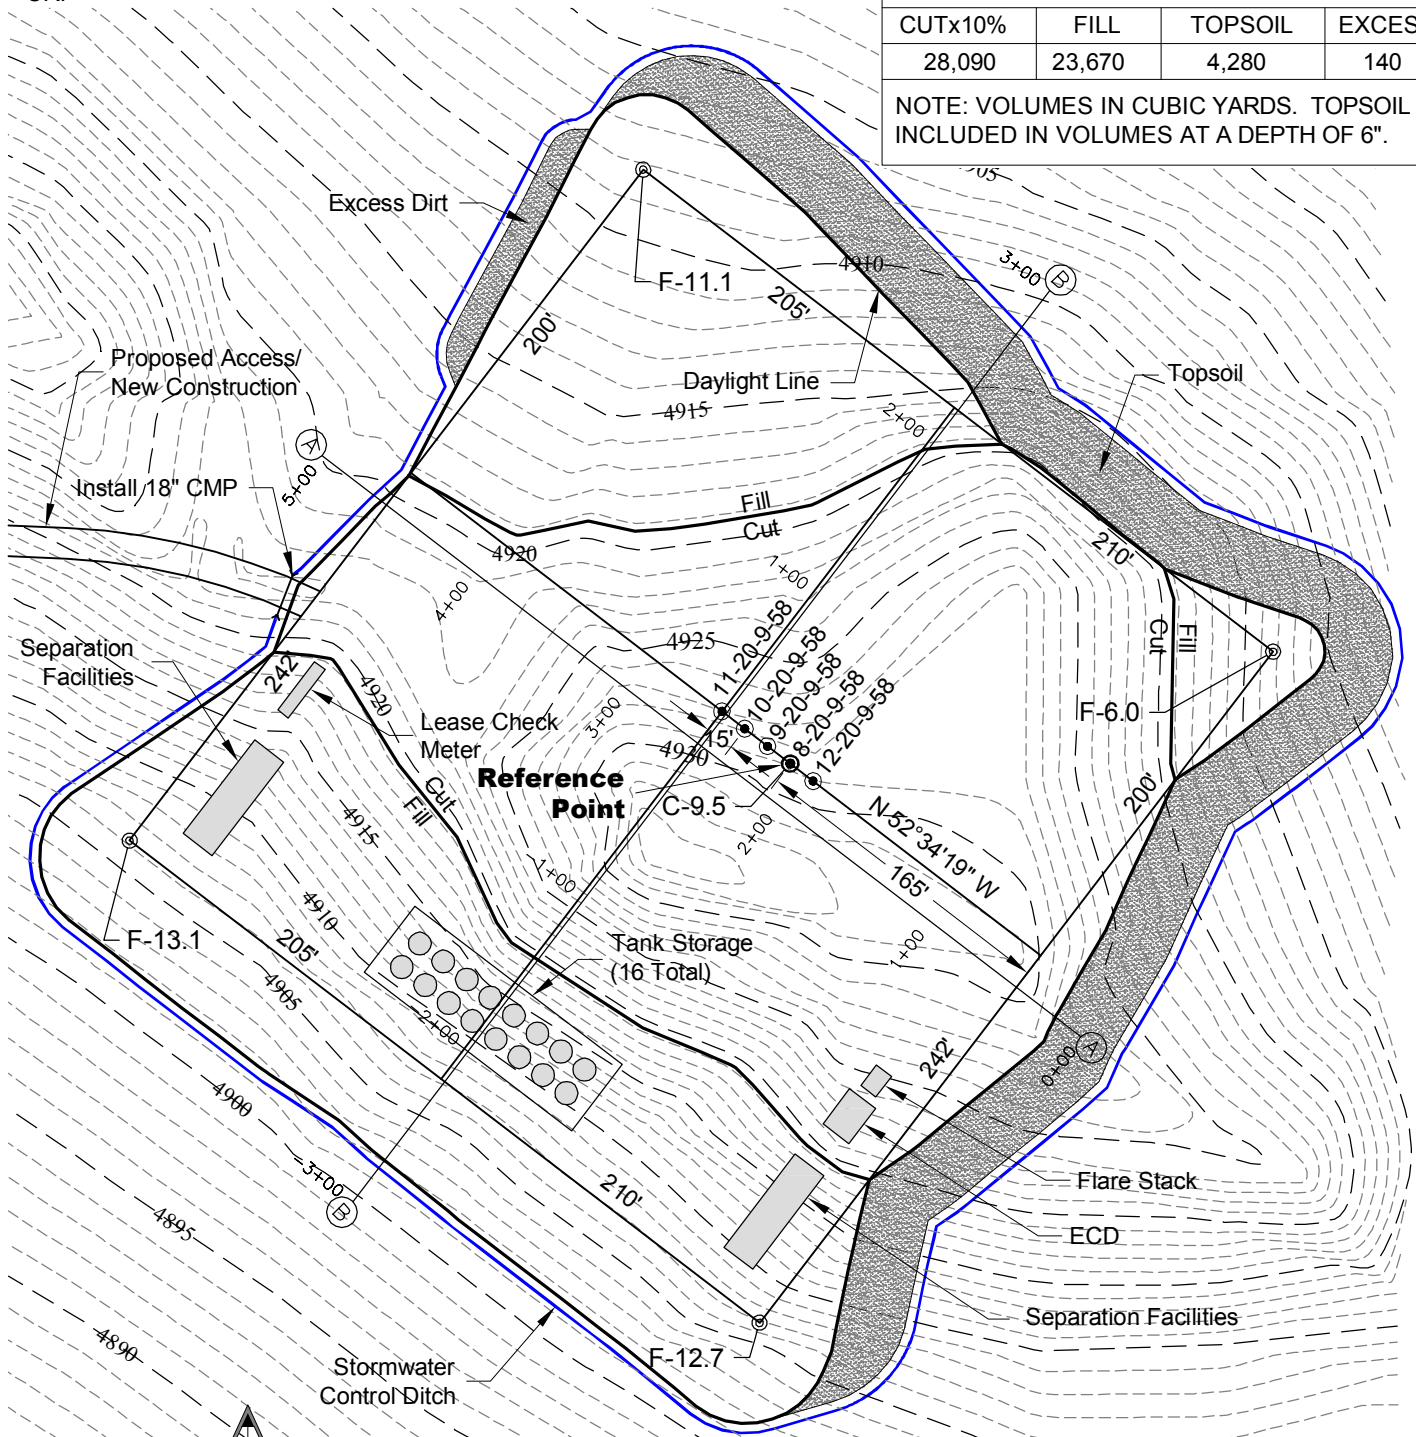 CUTx10% FILL TOPSOIL
28,090 23,670 4,280 140
NOTE: VOLUMES IN CUBIC YARDS. TOPSOIL
INCLUDED IN VOLUMES AT A DEPTH OF 6".
4905
Excess Dirt
F-11.1
4910
3+00
B
205'
200'
Proposed Access/
New Construction
Daylight Line
Topsoil
4915
2+00
A
5+00
Install 18" CMP
Fill
Cut
4920
210'
1+00
4+00
4925
11-20-9-58
10-20-9-58
9-20-9-58
8-20-9-58
12-20-9-58
Fill
Cut
Separation
Facilities
242'
4920
Lease Check
Meter
3+00
15'
4930
F-6.0
Reference
Point
C-9.5
200'
Cut
Fill
4915
N 52°34'19" W
2+00
165'
1+00
4910
F-13.1
205'
Tank Storage
(16 Total)
1+00
4905
2+00
242'
0+00
A
4900
-3+00
B
210'
Flare Stack
4895
ECD
Separation Facilities
4890
F-12.7
Stormwater
Control Ditch